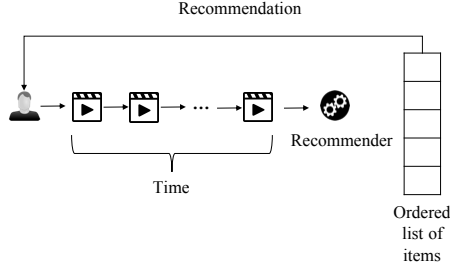 Recommendation
...
Recommender
Time
Ordered
list of
items